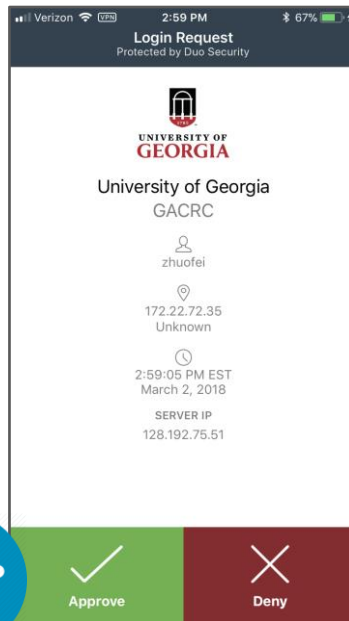 Verizon VPN 2:59 PM 67%
Login Request
Protected by Duo Security
1785
UNIVERSITY OF
GEORGIA
University of Georgia
GACRC
zhuofei
172.22.72.35
Unknown
2:59:05 PM EST
March 2, 2018
SERVER IP
128.192.75.51
Approve Deny